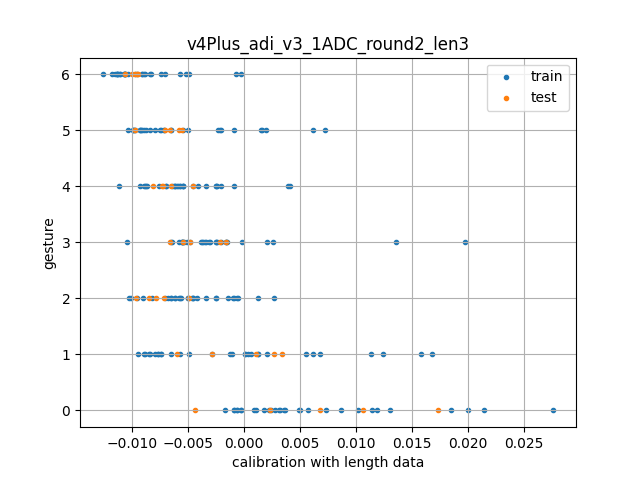 v4Plus_adi_v3_1ADC_round2_len3
train
test
6
5
4
3
2
1
0
gesture
−0.010 −0.005 0.000 0.005 0.010 0.015 0.020 0.025
calibration with length data